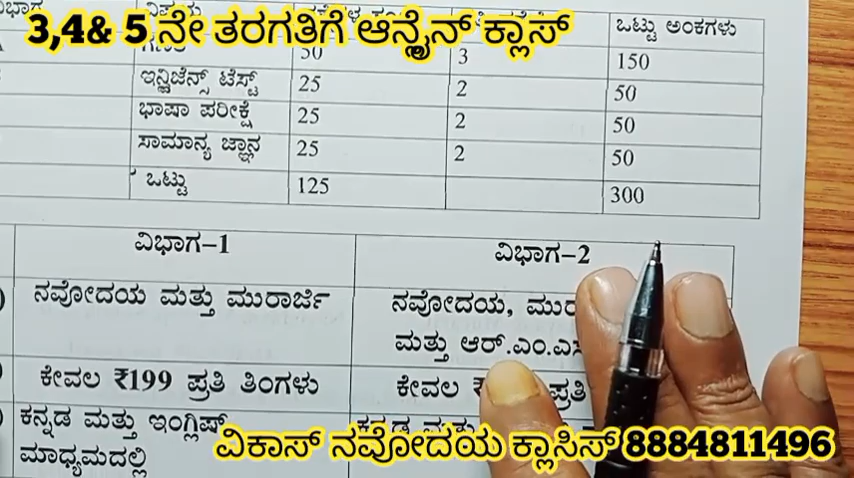 3,4& 5 ನೇ ತರಗತಿಗೆ ಆನ್ಲೈನ್ ಕ್ಲಾಸ್
ಒಟ್ಟು ಅಂಕಗಳು
50 3 150
ಇನ್ಟಿಜೆನ್ಸ್ ಟೆಸ್ಟ್ 25 2 50
ಭಾಷಾ ಪರೀಕ್ಷೆ 25 2 50
ಸಾಮಾನ್ಯ ಜ್ಞಾನ 25 2 50
ಒಟ್ಟು 125 300
ವಿಭಾಗ-1 ವಿಭಾಗ-2
ನವೋದಯ ಮತ್ತು ಮುರಾರ್ಜಿ ನವೋದಯ,
ಮತ್ತು
ಕೇವಲ ₹199 ಪ್ರತಿ ತಿಂಗಳು ಕೇವಲ
ಕನ್ನಡ ಮತ್ತು ಇಂಗ್ಲಿಷ್
ಮಾಧ್ಯಮದಲ್ಲಿ
ವಿಕಾಸ್ ನವೋದಯ ಕ್ಲಾಸಿಸ್ 8884811496